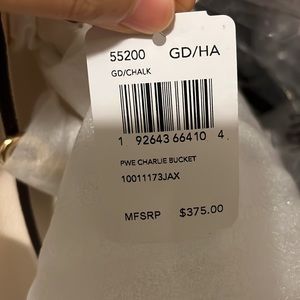 55200 GD/HA
GD/CHALK
1 92643 66410 4
PWE CHARLIE BUCKET
10011173JAX
MFSRP $375.00